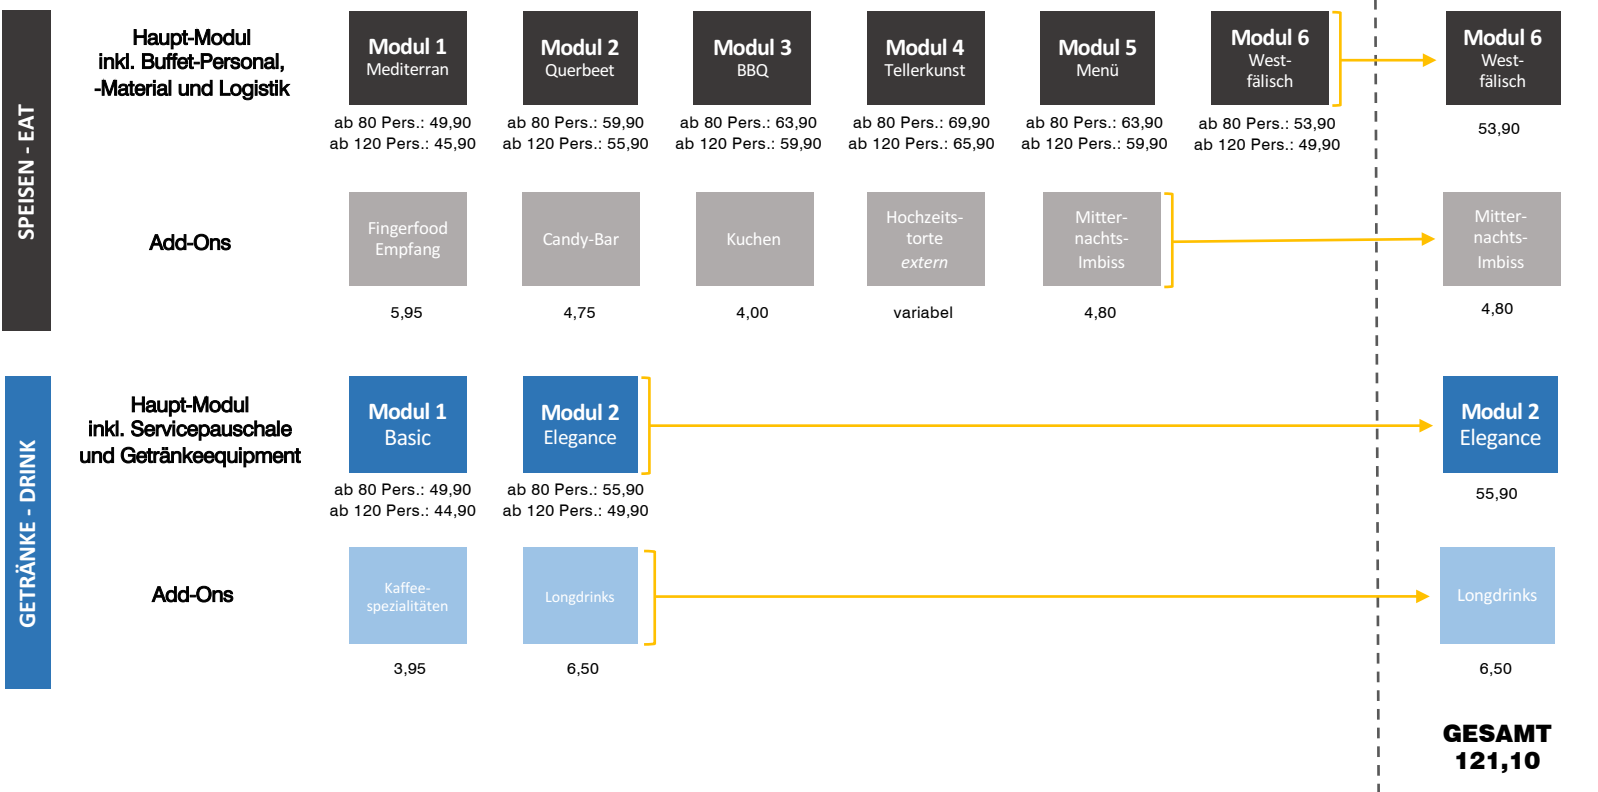 SPEISEN - EAT
Haupt-Modul
inkl. Buffet-Personal,
-Material und Logistik
Modul 1
Mediterran
ab 80 Pers.: 49,90
ab 120 Pers.: 45,90
Modul 2
Querbeet
ab 80 Pers.: 59,90
ab 120 Pers.: 55,90
Modul 3
BBQ
ab 80 Pers.: 63,90
ab 120 Pers.: 59,90
Modul 4
Tellerkunst
ab 80 Pers.: 69,90
ab 120 Pers.: 65,90
Modul 5
Menü
ab 80 Pers.: 63,90
ab 120 Pers.: 59,90
Modul 6
West-
fälisch
ab 80 Pers.: 53,90
ab 120 Pers.: 49,90
Modul 6
West-
fälisch
53,90
Add-Ons
Fingerfood
Empfang
5,95
Candy-Bar
4,75
Kuchen
4,00
Hochzeits-
torte
extern
variabel
Mitter-
nachts-
Imbiss
4,80
Mitter-
nachts-
Imbiss
4,80
GETRÄNKE - DRINK
Haupt-Modul
inkl. Servicepauschale
und Getränkeequipment
Modul 1
Basic
ab 80 Pers.: 49,90
ab 120 Pers.: 44,90
Modul 2
Elegance
ab 80 Pers.: 55,90
ab 120 Pers.: 49,90
Modul 2
Elegance
55,90
Add-Ons
Kaffee-
spezialitäten
3,95
Longdrinks
6,50
Longdrinks
6,50
GESAMT
121,10